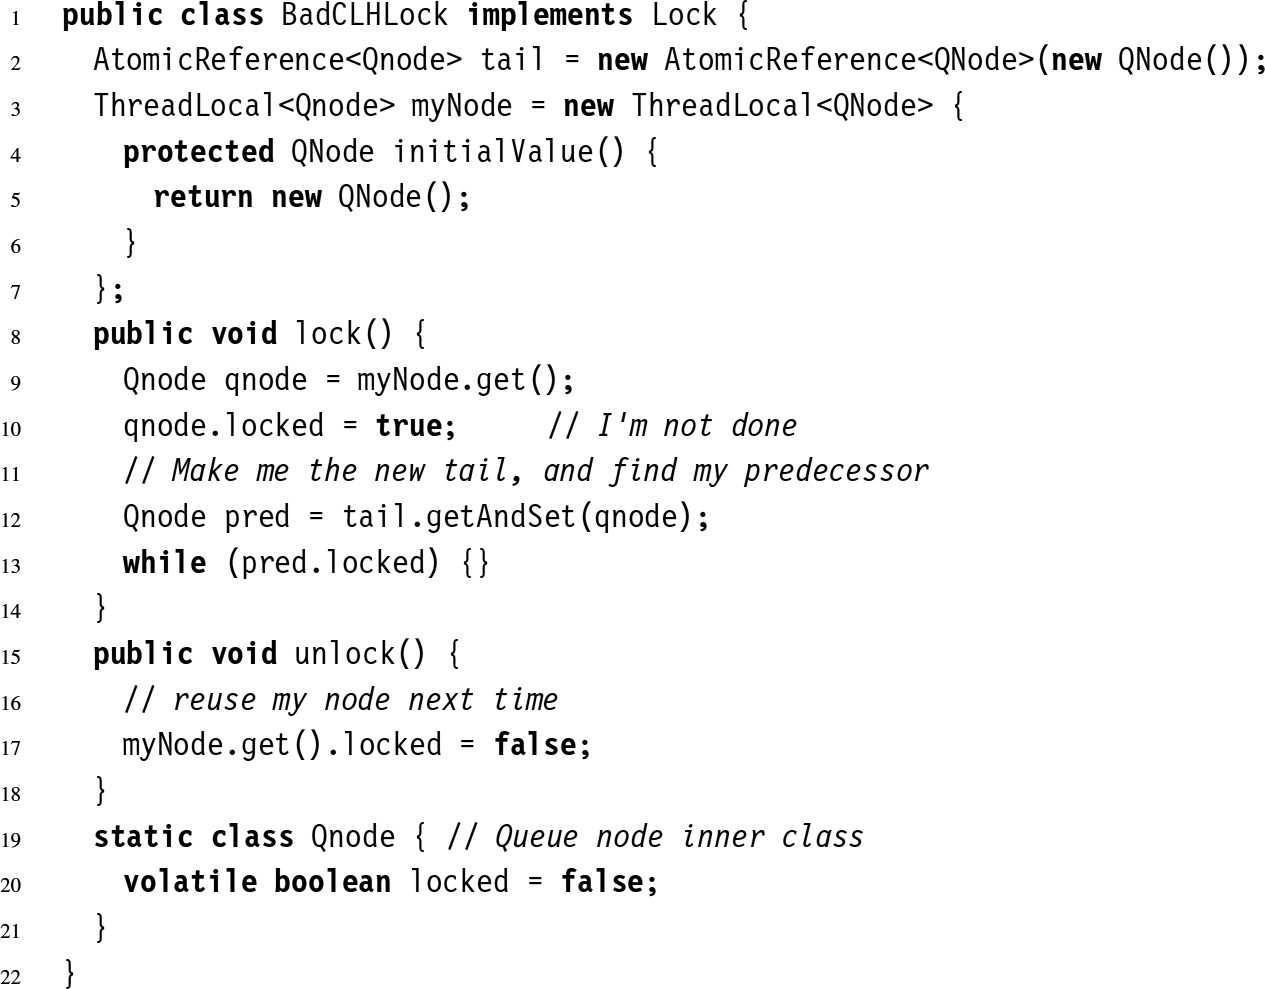 1 public class BadCLHLock implements Lock {
2 AtomicReference<Qnode> tail = new AtomicReference<QNode>(new QNode());
3 ThreadLocal<Qnode> myNode = new ThreadLocal<QNode> {
4 protected QNode initialValue() {
5 return new QNode();
6 }
7 };
8 public void lock() {
9 Qnode qnode = myNode.get();
10 qnode.locked = true; // I'm not done
11 // Make me the new tail, and find my predecessor
12 Qnode pred = tail.getAndSet(qnode);
13 while (pred.locked) {}
14 }
15 public void unlock() {
16 // reuse my node next time
17 myNode.get().locked = false;
18 }
19 static class Qnode { // Queue node inner class
20 volatile boolean locked = false;
21 }
22 }